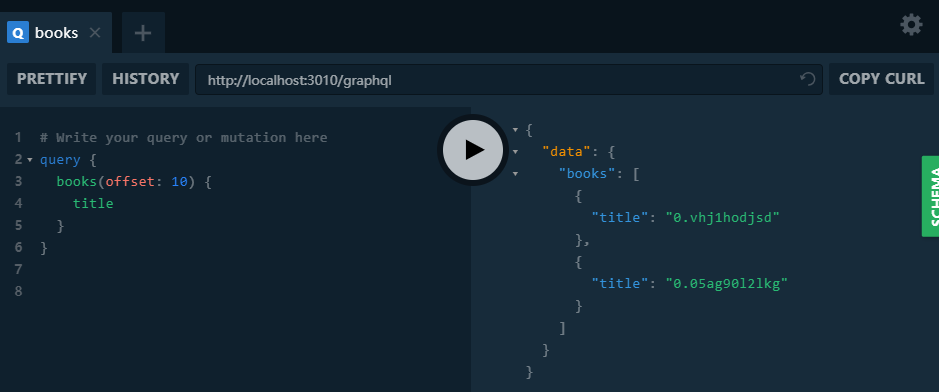 Q books × +
PRETTIFY HISTORY http://localhost:3010/graphql COPY CURL
1 # Write your query or mutation here
2 query {
3 books(offset: 10) {
4 title
5 }
6 }
7
8
{
"data": {
"books": [
{
"title": "0.vhj1hodjsd"
},
{
"title": "0.05ag90l2lkg"
}
]
}
}
SCHEMA